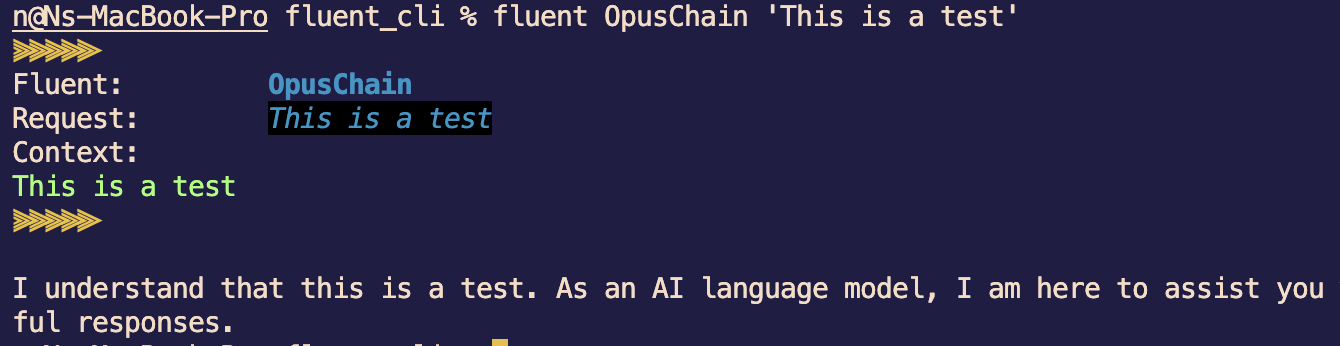 n@Ns-MacBook-Pro fluent_cli % fluent OpusChain 'This is a test'
⋙⋙⋙
Fluent: OpusChain
Request: This is a test
Context:
This is a test
⋙⋙⋙
I understand that this is a test. As an AI language model, I am here to assist you
ful responses.